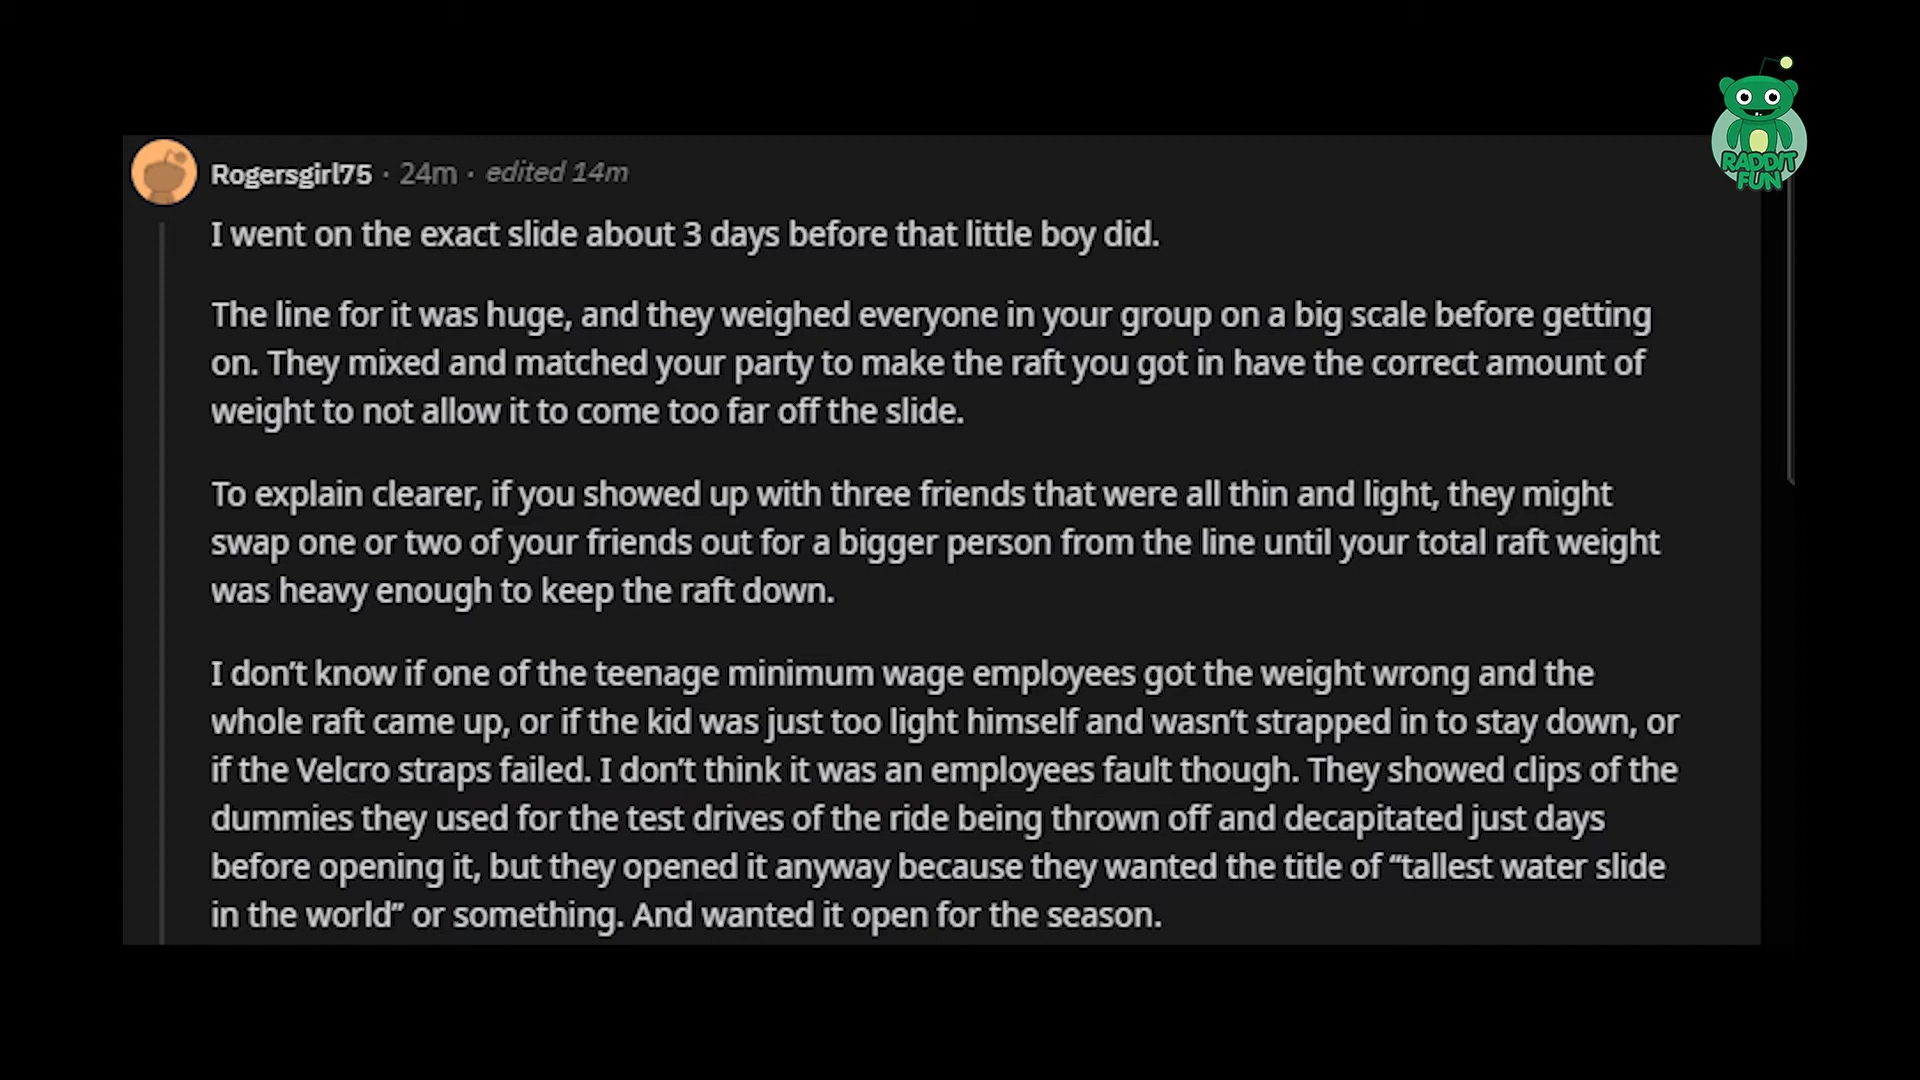 RADDIT
FUN
Rogersgirl75 · 24m · edited 14m
I went on the exact slide about 3 days before that little boy did.
The line for it was huge, and they weighed everyone in your group on a big scale before getting
on. They mixed and matched your party to make the raft you got in have the correct amount of
weight to not allow it to come too far off the slide.
To explain clearer, if you showed up with three friends that were all thin and light, they might
swap one or two of your friends out for a bigger person from the line until your total raft weight
was heavy enough to keep the raft down.
I don’t know if one of the teenage minimum wage employees got the weight wrong and the
whole raft came up, or if the kid was just too light himself and wasn’t strapped in to stay down, or
if the Velcro straps failed. I don’t think it was an employees fault though. They showed clips of the
dummies they used for the test drives of the ride being thrown off and decapitated just days
before opening it, but they opened it anyway because they wanted the title of “tallest water slide
in the world” or something. And wanted it open for the season.